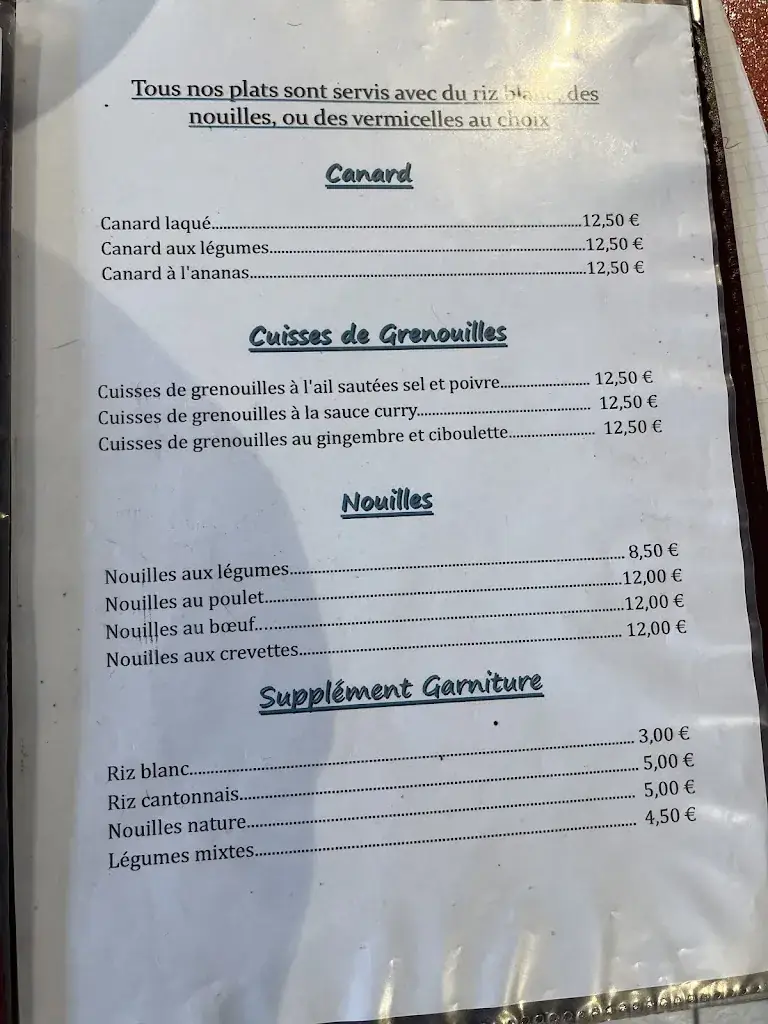 Tous nos plats sont servis avec du riz blanc, des
nouilles, ou des vermicelles au choix
Canard
Canard laqué.....12,50 €
Canard aux légumes.....12,50 €
Canard à l'ananas.....12,50 €
Cuisses de Grenouilles
Cuisses de grenouilles à l'ail sautées sel et poivre..... 12,50 €
Cuisses de grenouilles à la sauce curry..... 12,50 €
Cuisses de grenouilles au gingembre et ciboulette..... 12,50 €
Nouilles
Nouilles aux légumes..... 8,50 €
Nouilles au poulet.....12,00 €
Nouilles au bœuf.....12,00 €
Nouilles aux crevettes..... 12,00 €
Supplément Garniture
Riz blanc..... 3,00 €
Riz cantonnais..... 5,00 €
Nouilles nature..... 5,00 €
Légumes mixtes..... 4,50 €